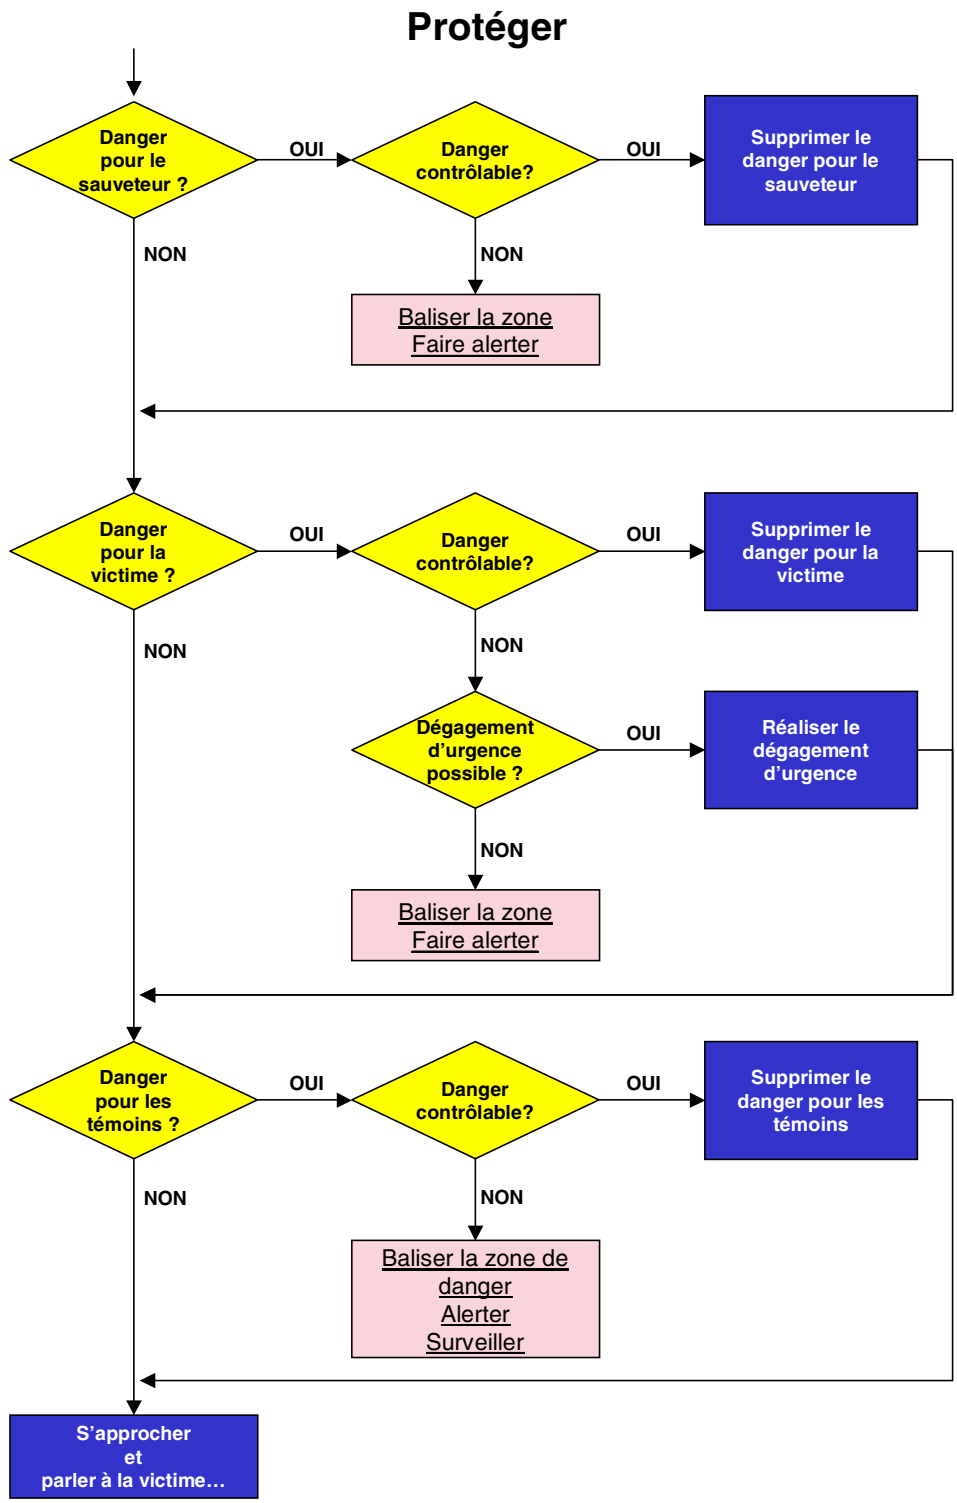 Protéger
Danger
pour le
sauveteur ?
OUI
Danger
contrôlable?
OUI
Supprimer le
danger pour le
sauveteur
NON
NON
Baliser la zone
Faire alerter
Danger
pour la
victime ?
OUI
Danger
contrôlable?
OUI
Supprimer le
danger pour la
victime
NON
NON
Dégagement
d’urgence
possible ?
OUI
Réaliser le
dégagement
d’urgence
NON
Baliser la zone
Faire alerter
Danger
pour les
témoins ?
OUI
Danger
contrôlable?
OUI
Supprimer le
danger pour les
témoins
NON
NON
Baliser la zone de
danger
Alerter
Surveiller
S’approcher
et
parler à la victime…